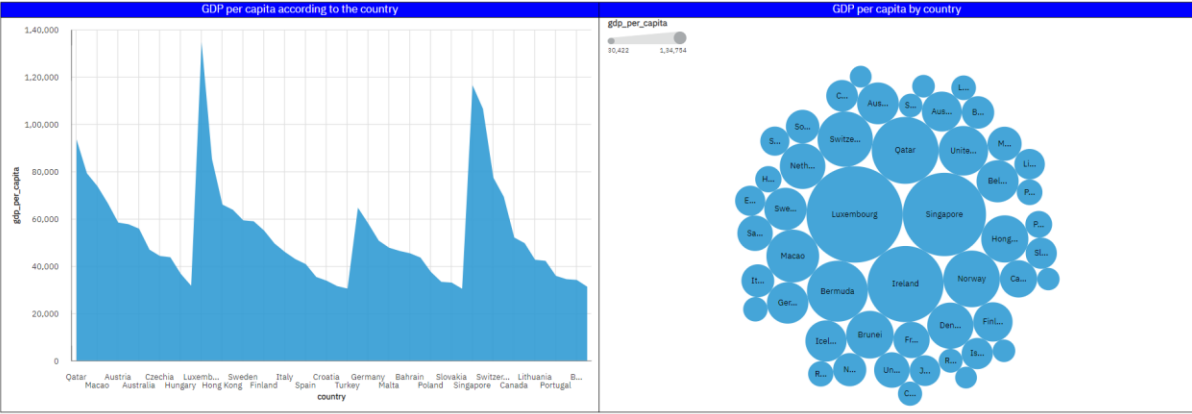 GDP per capita according to the country
1,40,000
1,20,000
1,00,000
80,000
60,000
40,000
20,000
0
gdp_per_capita
Qatar Austria Czechia Luxemb... Sweden Italy Croatia Germany Bahrain Slovakia Switzer... Lithuania B...
Macao Australia Hungary Hong Kong Finland Spain Turkey Malta Poland Singapore Canada Portugal
country
GDP per capita by country
gdp_per_capita
30,422 1,34,754
C...
Aus...
S...
Aus...
L...
B...
So...
S...
Switze...
Qatar
Unite...
M...
Li...
H...
Neth...
Bel...
P...
E...
Swe...
Luxembourg
Singapore
P...
Sa...
Hong...
Sl...
Macao
It...
Ger...
Bermuda
Ireland
Norway
Ca...
Icel...
Brunei
Fr...
Den...
Finl...
R...
N...
Un...
J...
R...
Is...
C...